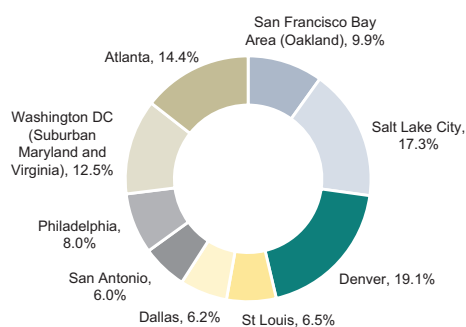 San Francisco Bay
Area (Oakland), 9.9%
Salt Lake City,
17.3%
Denver, 19.1%
St Louis, 6.5%
Dallas, 6.2%
San Antonio,
6.0%
Philadelphia,
8.0%
Washington DC
(Suburban
Maryland and
Virginia), 12.5%
Atlanta, 14.4%